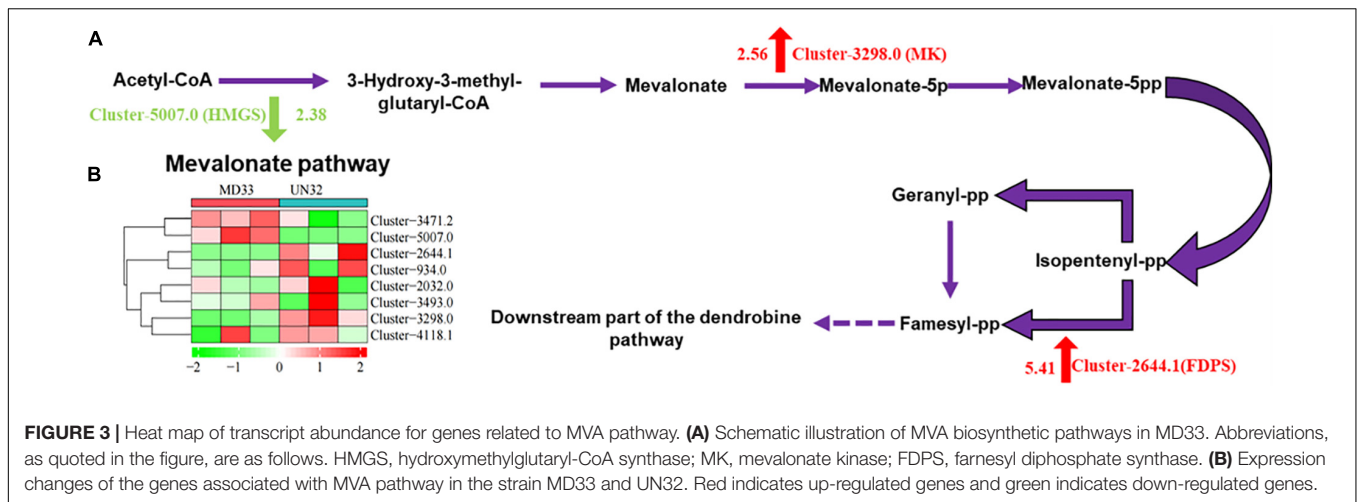 A
2.56 Cluster-3298.0 (MK)
Acetyl-CoA
3-Hydroxy-3-methyl-
glutaryl-CoA
Mevalonate
Mevalonate-5p
Mevalonate-5pp
Cluster-5007.0 (HMGS) 2.38
Mevalonate pathway
B
MD33 UN32
Cluster−3471.2
Cluster−5007.0
Cluster−2644.1
Cluster−934.0
Cluster−2032.0
Cluster−3493.0
Cluster−3298.0
Cluster−4118.1
−2 −1 0 1 2
Geranyl-pp
Isopentenyl-pp
Downstream part of the dendrobine
pathway
Famesyl-pp
5.41 Cluster-2644.1(FDPS)
FIGURE 3 | Heat map of transcript abundance for genes related to MVA pathway. (A) Schematic illustration of MVA biosynthetic pathways in MD33. Abbreviations,
as quoted in the figure, are as follows. HMGS, hydroxymethylglutaryl-CoA synthase; MK, mevalonate kinase; FDPS, farnesyl diphosphate synthase. (B) Expression
changes of the genes associated with MVA pathway in the strain MD33 and UN32. Red indicates up-regulated genes and green indicates down-regulated genes.